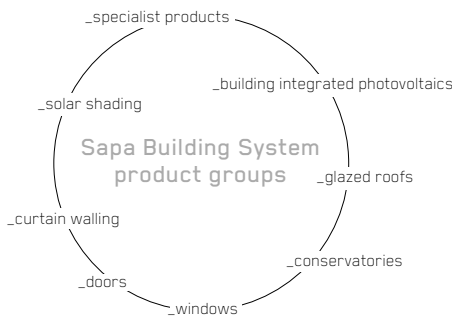 _specialist products
_building integrated photovoltaics
_solar shading
Sapa Building System
product groups
_glazed roofs
_curtain walling
_conservatories
_doors
_windows